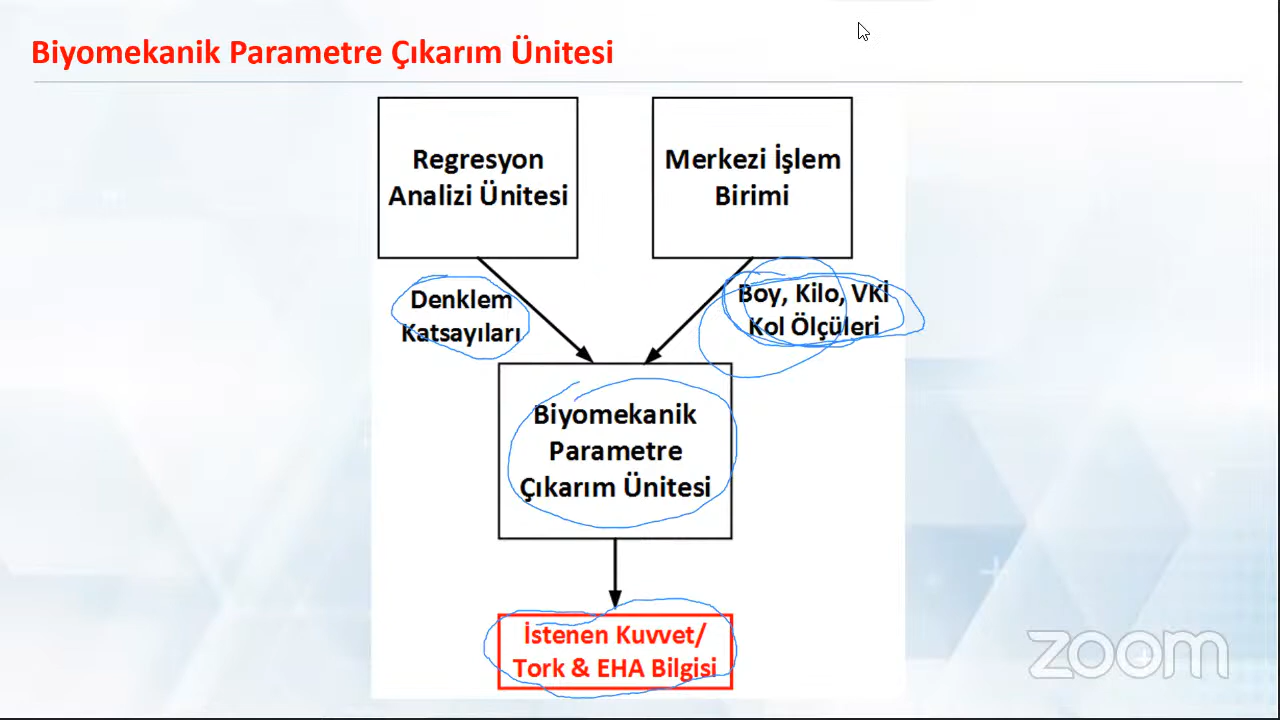 Biyomekanik Parametre Çıkarım Ünitesi
Regresyon
Analizi Ünitesi
Merkezi İşlem
Birimi
Denklem
Katsayıları
Boy, Kilo, VKİ
Kol Ölçüleri
Biyomekanik
Parametre
Çıkarım Ünitesi
İstenen Kuvvet/
Tork & EHA Bilgisi
zoom